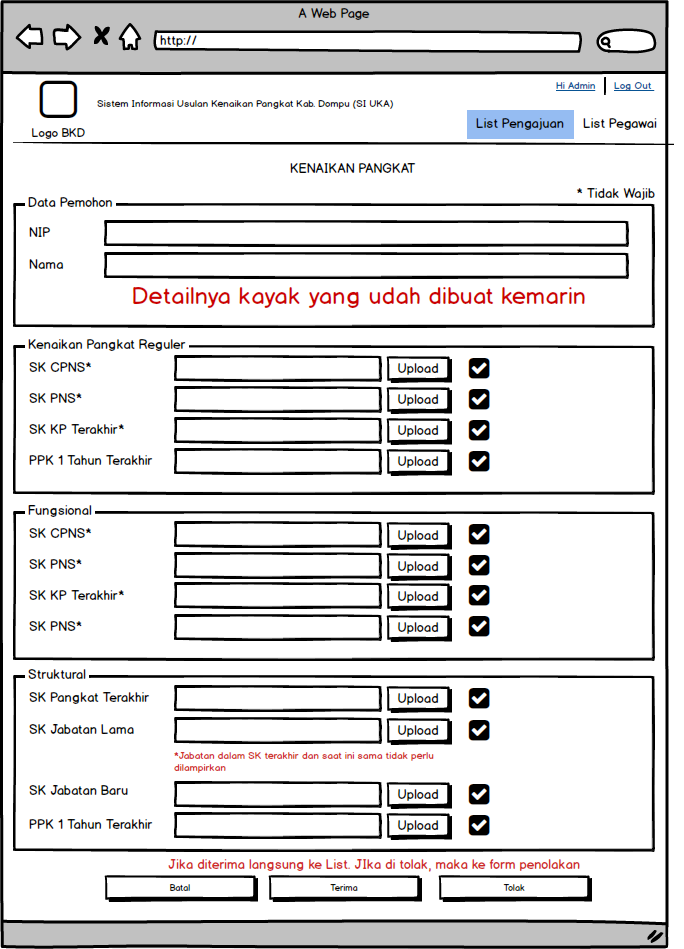 A Web Page
http://
Hi Admin
Log Out
Sistem Informasi Usulan Kenaikan Pangkat Kab. Dompu (SI UKA)
Logo BKD
List Pengajuan
List Pegawai
KENAIKAN PANGKAT
* Tidak Wajib
Data Pemohon
NIP
Nama
Detailnya kayak yang udah dibuat kemarin
Kenaikan Pangkat Reguler
SK CPNS* Upload
SK PNS* Upload
SK KP Terakhir* Upload
PPK 1 Tahun Terakhir Upload
Fungsional
SK CPNS* Upload
SK PNS* Upload
SK KP Terakhir* Upload
SK PNS* Upload
Struktural
SK Pangkat Terakhir Upload
SK Jabatan Lama Upload
*Jabatan dalam SK terakhir dan saat ini sama tidak perlu
dilampirkan
SK Jabatan Baru Upload
PPK 1 Tahun Terakhir Upload
Jika diterima langsung ke List. JIka di tolak, maka ke form penolakan
Batal
Terima
Tolak